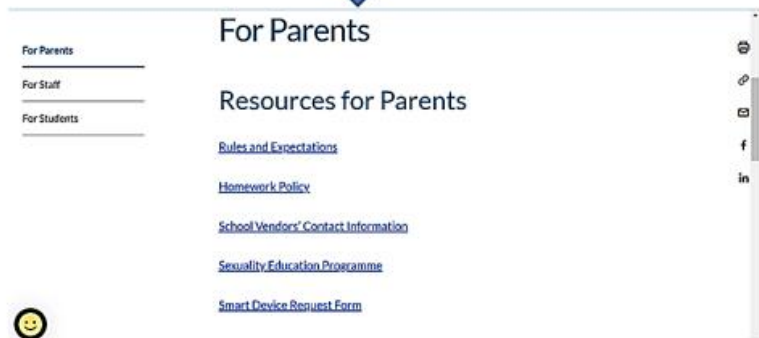 For Parents
For Parents
For Staff
For Students
Resources for Parents
Rules and Expectations
Homework Policy
School Vendors' Contact Information
Sexuality Education Programme
Smart Device Request Form
f
in